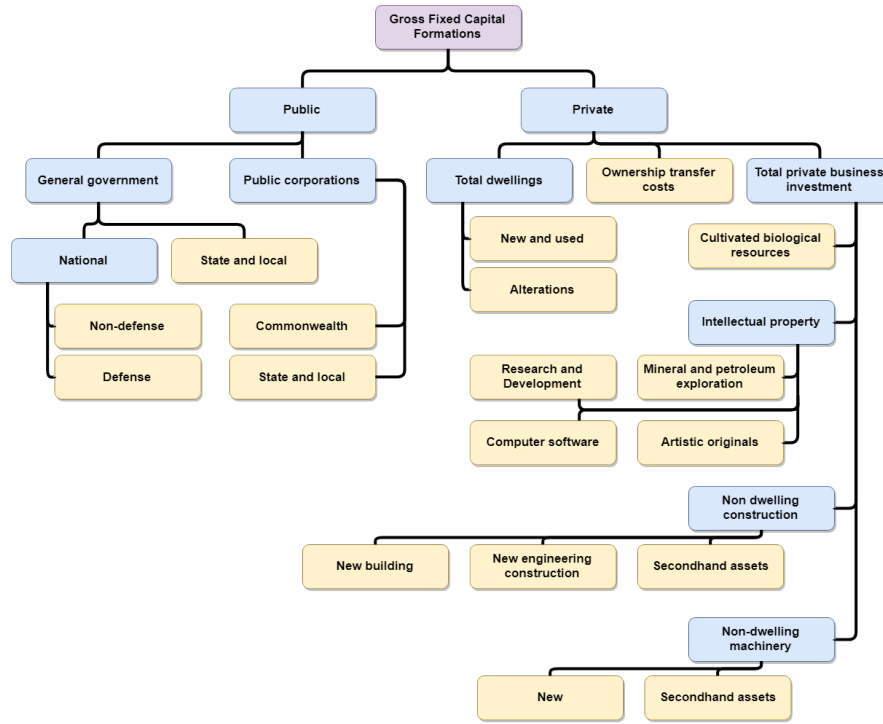 Gross Fixed Capital
Formations
Public
Private
General government
Public corporations
Total dwellings
Ownership transfer
costs
Total private business
investment
National
State and local
New and used
Cultivated biological
resources
Alterations
Non-defense
Commonwealth
Intellectual property
Defense
State and local
Research and
Development
Mineral and petroleum
exploration
Computer software
Artistic originals
Non dwelling
construction
New building
New engineering
construction
Secondhand assets
Non-dwelling
machinery
New
Secondhand assets